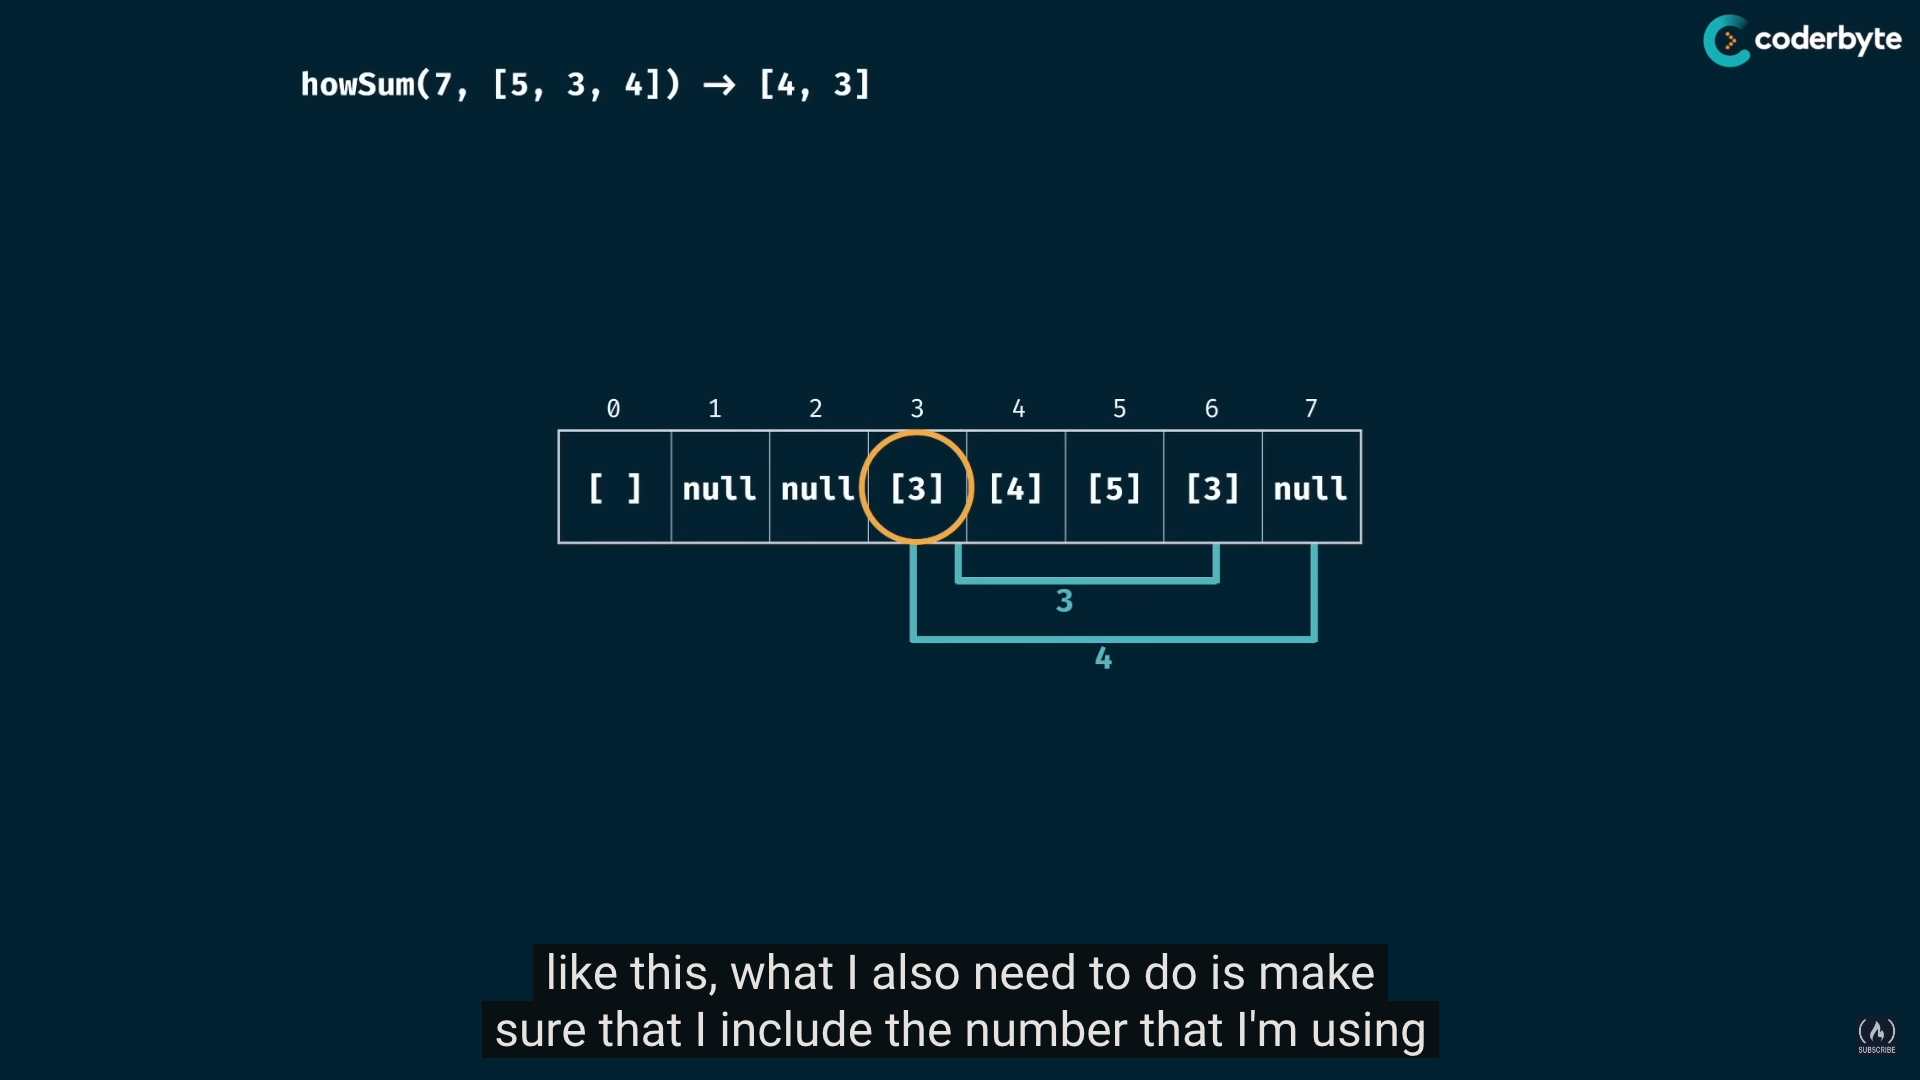 coderbyte
howSum(7, [5, 3, 4]) → [4, 3]
0 1 2 3 4 5 6 7
[ ] null null [3] [4] [5] [3] null
3
4
like this, what I also need to do is make
sure that I include the number that I'm using
SUBSCRIBE